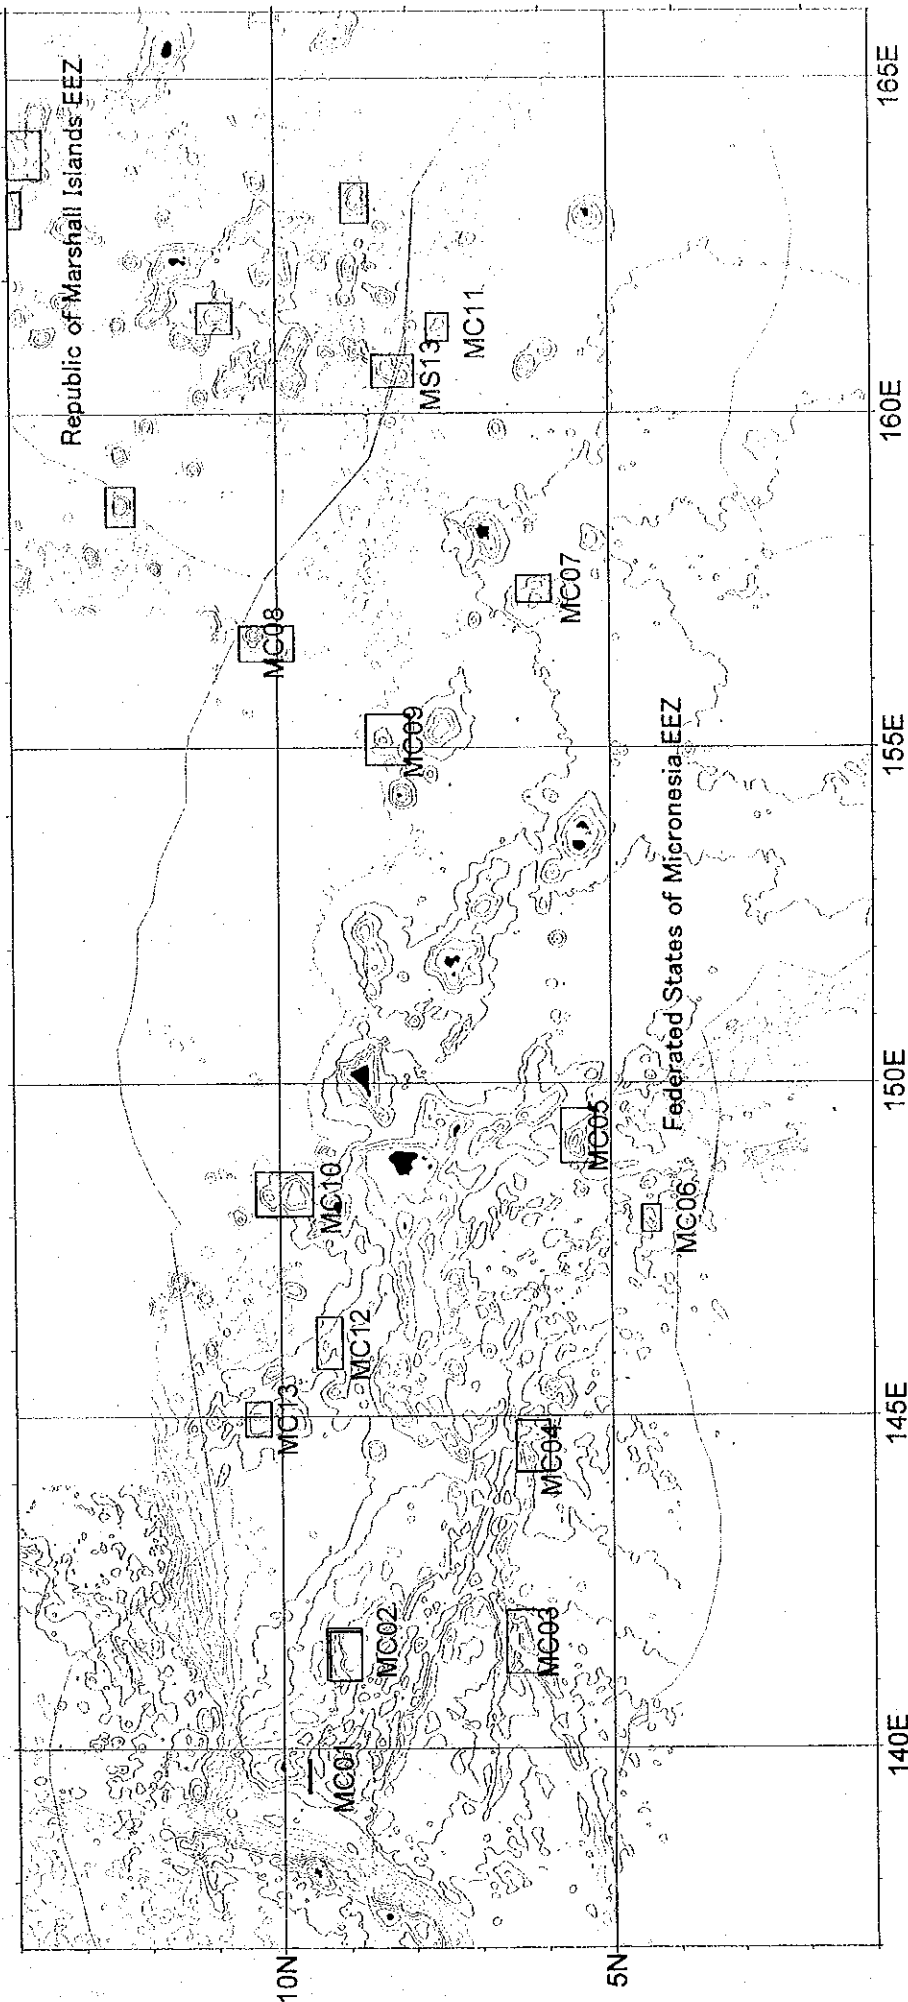 Republic of Marshall Islands EEZ
MS13
MC11
MC08
MC07
MC09
Federated States of Micronesia EEZ
MC10
MC05
MC06
MC12
MC13
MC04
MC02
MC03
MC01
10N
5N
140E
145E
150E
155E
160E
165E